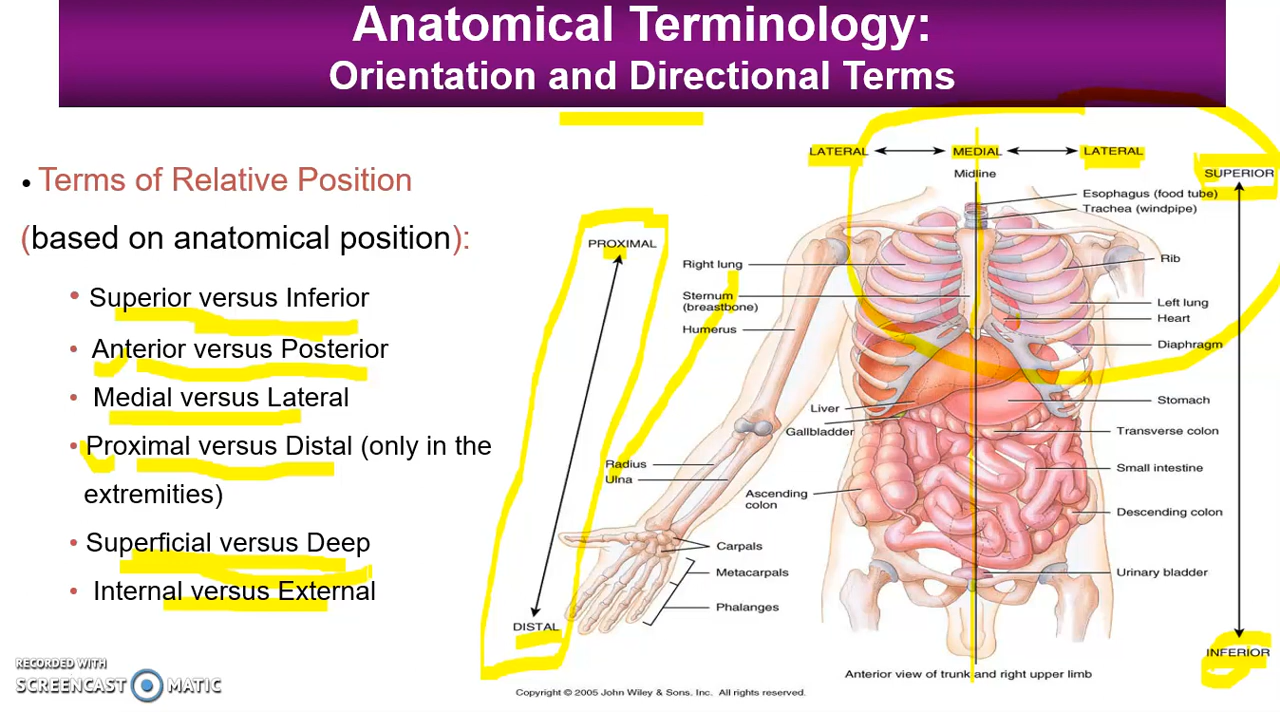 Anatomical Terminology:
Orientation and Directional Terms
• Terms of Relative Position
(based on anatomical position):
• Superior versus Inferior
• Anterior versus Posterior
• Medial versus Lateral
• Proximal versus Distal (only in the
extremities)
• Superficial versus Deep
• Internal versus External
LATERAL
MEDIAL
LATERAL
Midline
SUPERIOR
Esophagus (food tube)
Trachea (windpipe)
PROXIMAL
Right lung
Rib
Sternum
(breastbone)
Left lung
Humerus
Heart
Diaphragm
Liver
Stomach
Gallbladder
Transverse colon
Radius
Small intestine
Ulna
Ascending
colon
Descending colon
Carpals
Metacarpals
Urinary bladder
Phalanges
DISTAL
INFERIOR
Anterior view of trunk and right upper limb
Copyright © 2005 John Wiley & Sons, Inc. All rights reserved.
RECORDED WITH
SCREENCAST MATIC